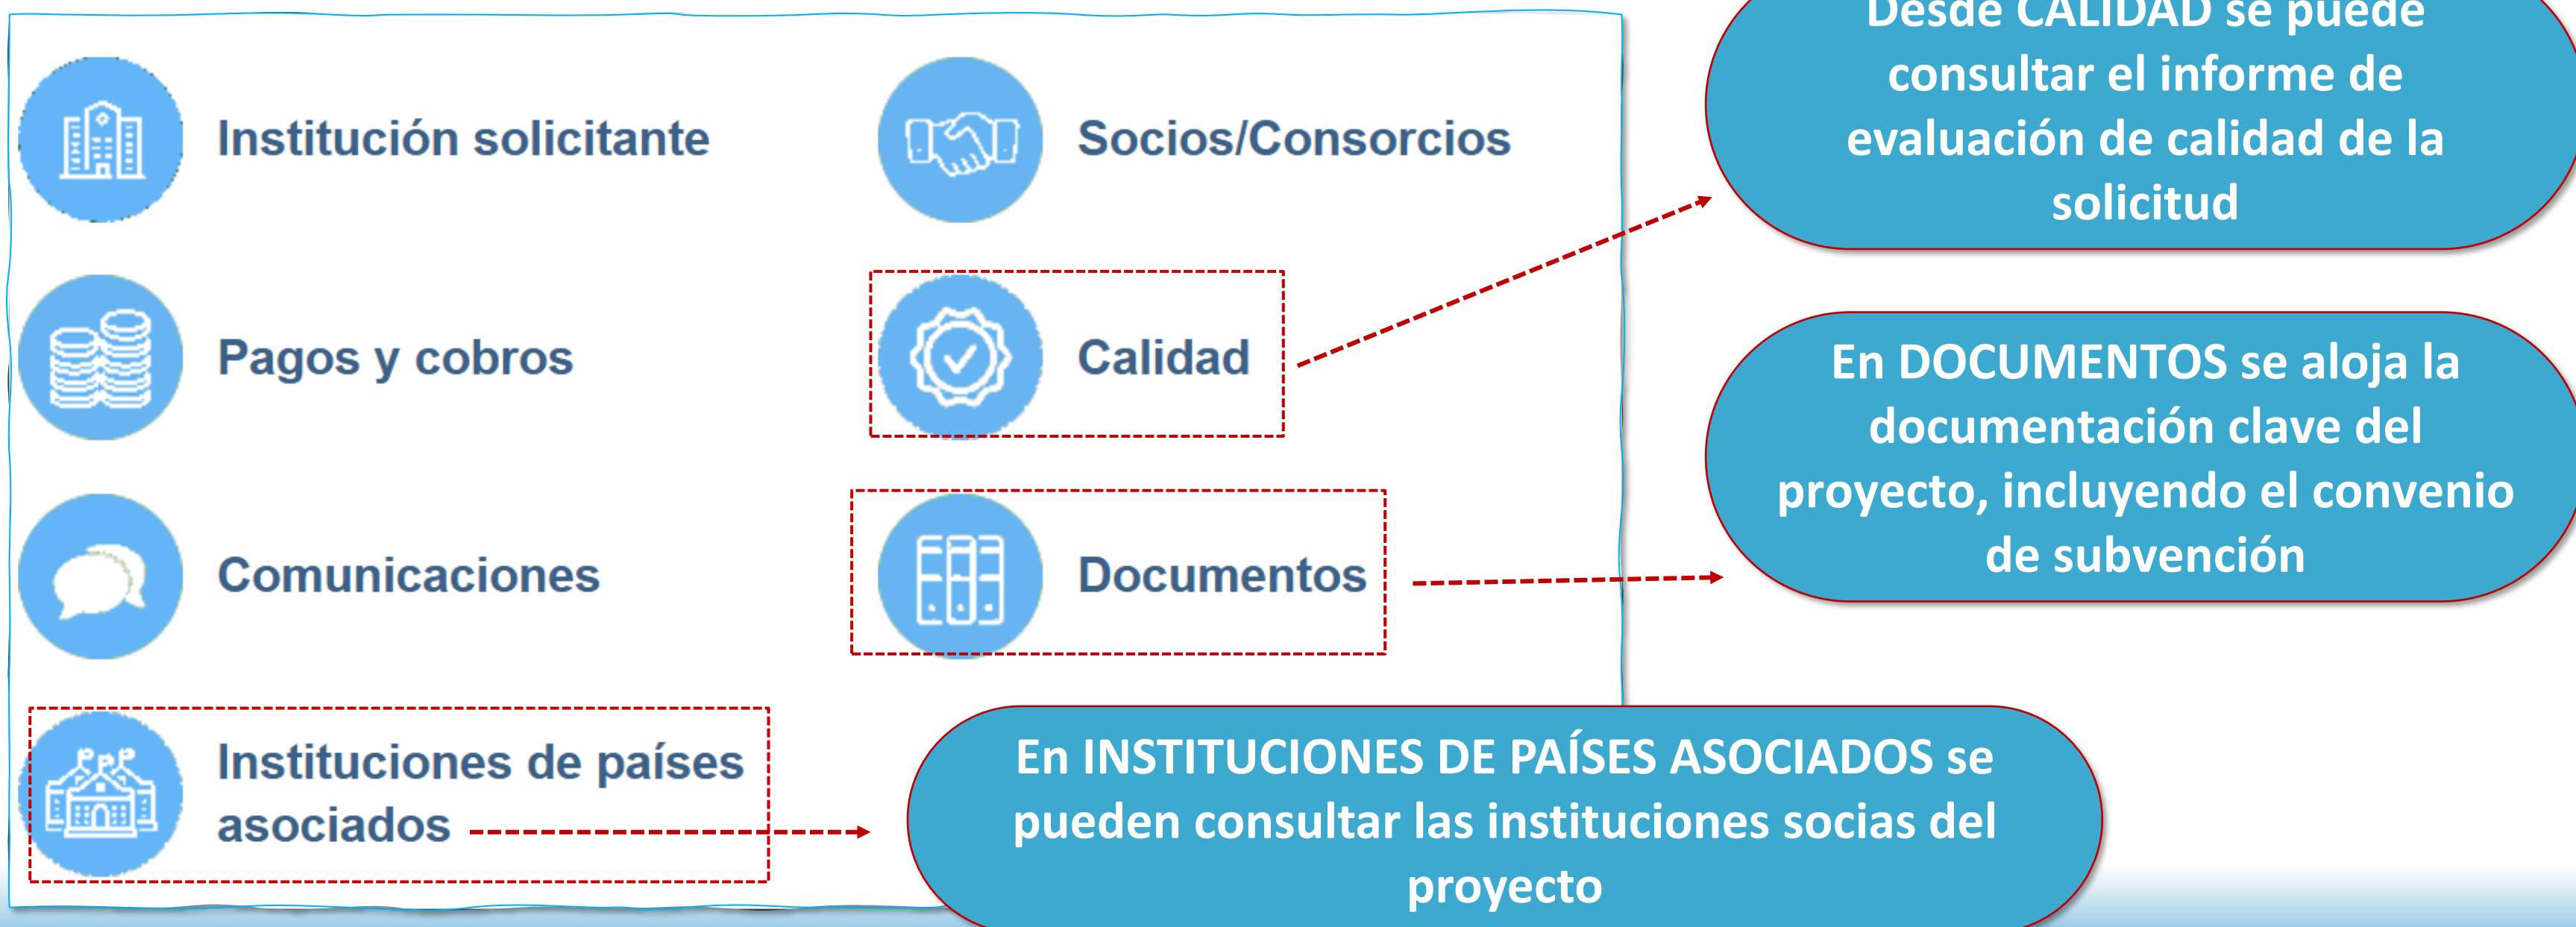 Institución solicitante
Socios/Consorcios
Pagos y cobros
Calidad
Comunicaciones
Documentos
Instituciones de países
asociados
Desde CALIDAD se puede
consultar el informe de
evaluación de calidad de la
solicitud
En DOCUMENTOS se aloja la
documentación clave del
proyecto, incluyendo el convenio
de subvención
En INSTITUCIONES DE PAÍSES ASOCIADOS se
pueden consultar las instituciones socias del
proyecto